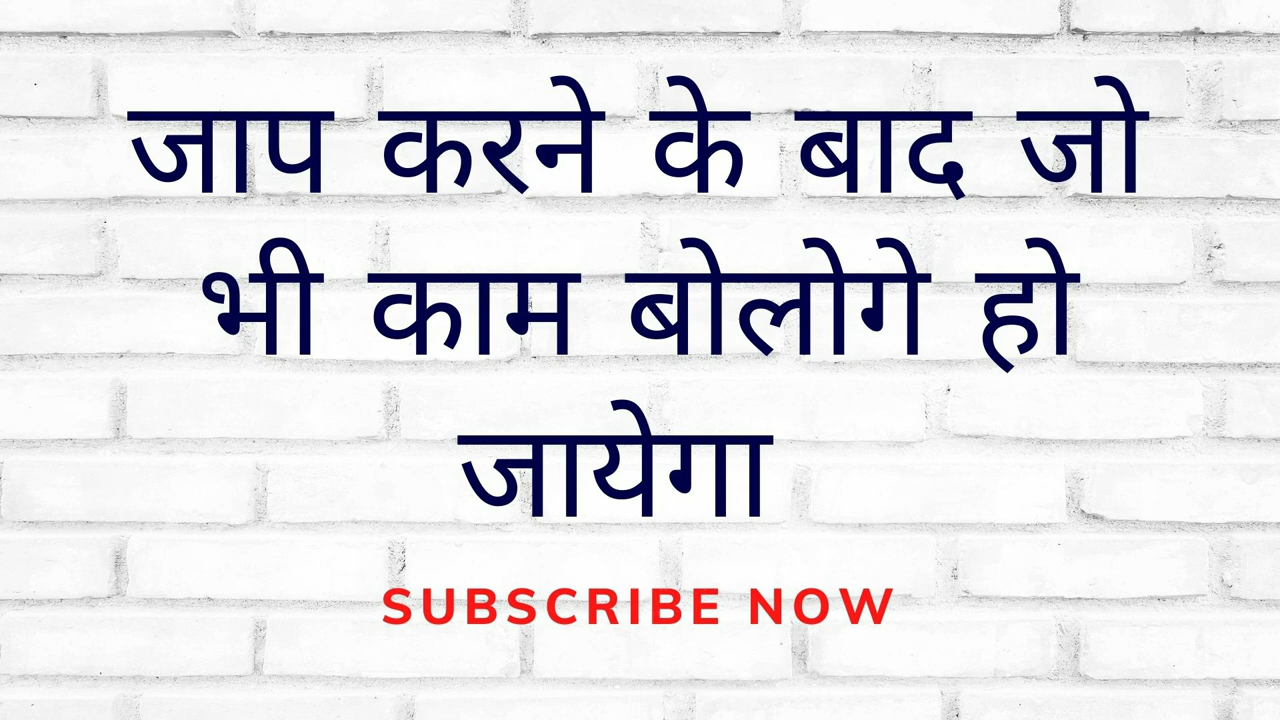 जाप करने के बाद जो
भी काम बोलोगे हो
जायेगा
SUBSCRIBE NOW